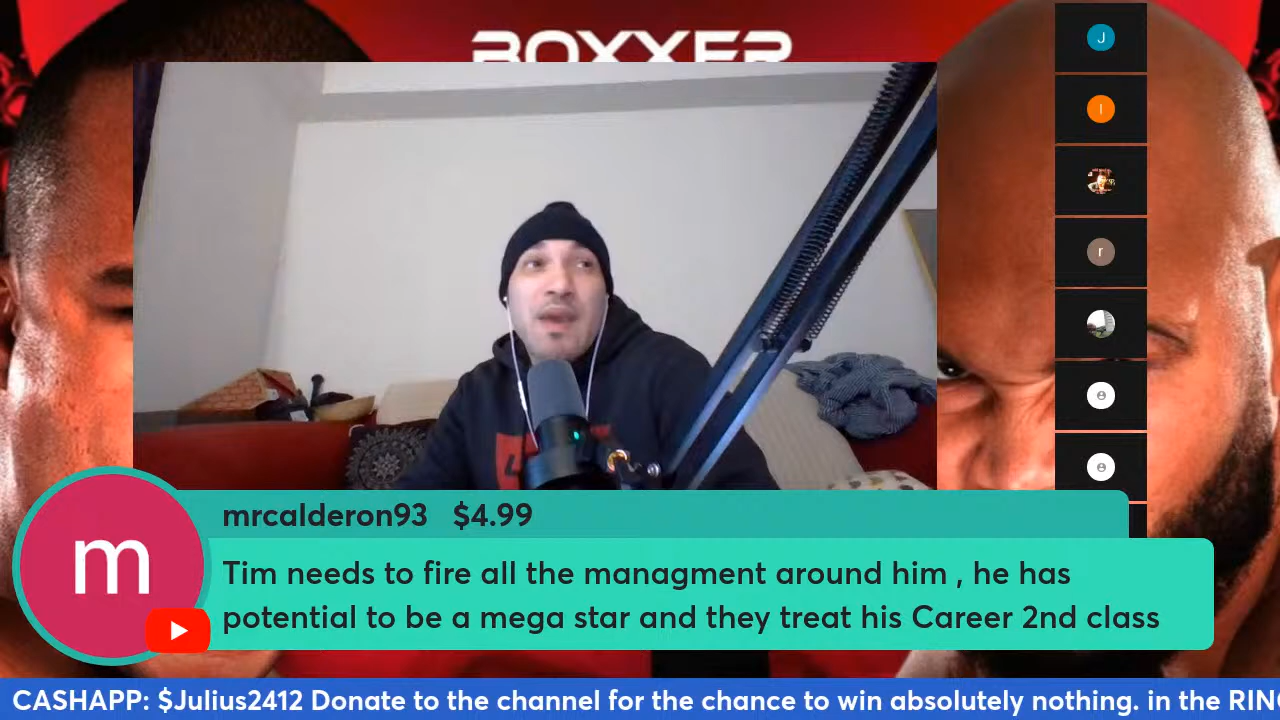 BOXXER
J
I
r
mrcalderon93 $4.99
m
Tim needs to fire all the managment around him , he has
potential to be a mega star and they treat his Career 2nd class
CASHAPP: $Julius2412 Donate to the channel for the chance to win absolutely nothing. in the RING